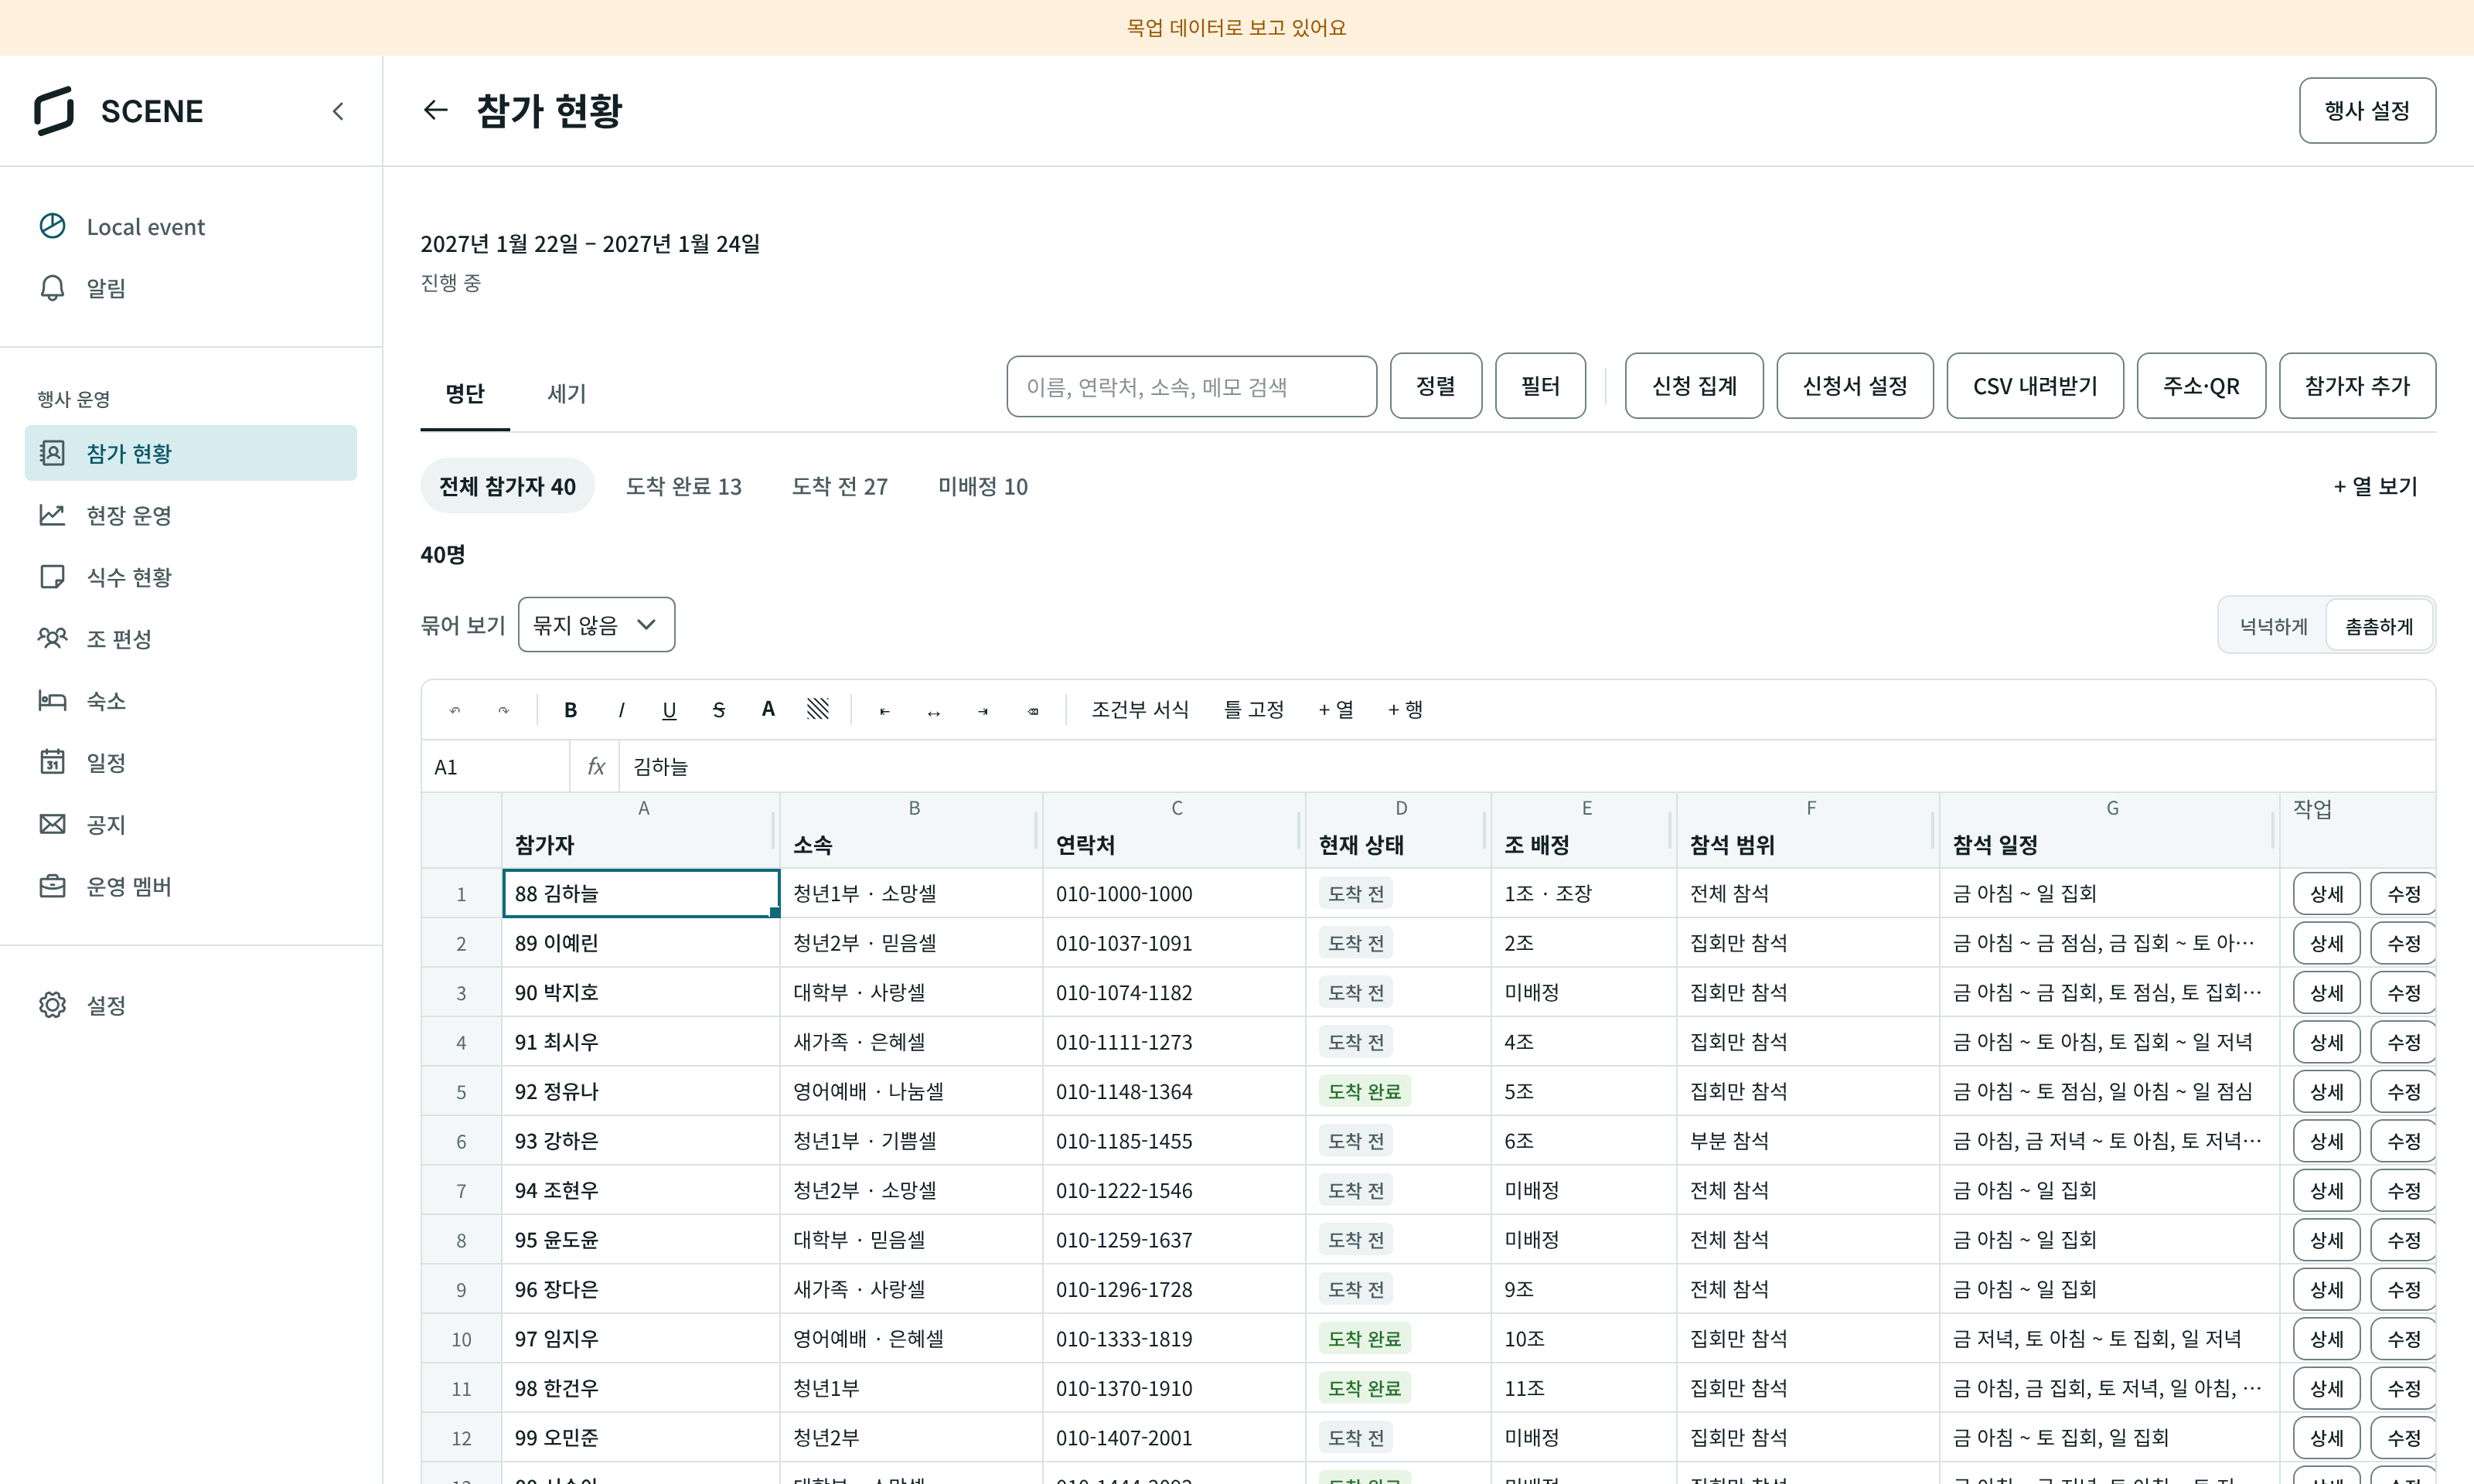 목업 데이터로 보고 있어요
SCENE
참가 현황
행사 설정
Local event
알림
행사 운영
참가 현황
현장 운영
식수 현황
조 편성
숙소
일정
공지
운영 멤버
설정
2027년 1월 22일 – 2027년 1월 24일
진행 중
명단 세기
이름, 연락처, 소속, 메모 검색 정렬 필터 신청 집계 신청서 설정 CSV 내려받기 주소·QR 참가자 추가
전체 참가자 40 도착 완료 13 도착 전 27 미배정 10 + 열 보기
40명
묶어 보기 묶지 않음 넉넉하게 촘촘하게
B I U S A 조건부 서식 틀 고정 + 열 + 행
A1 fx 김하늘
A B C D E F G 작업
참가자 소속 연락처 현재 상태 조 배정 참석 범위 참석 일정
1 88 김하늘 청년1부 · 소망셀 010-1000-1000 도착 전 1조 · 조장 전체 참석 금 아침 ~ 일 집회 상세 수정
2 89 이예린 청년2부 · 믿음셀 010-1037-1091 도착 전 2조 집회만 참석 금 아침 ~ 금 점심, 금 집회 ~ 토 아… 상세 수정
3 90 박지호 대학부 · 사랑셀 010-1074-1182 도착 전 미배정 집회만 참석 금 아침 ~ 금 집회, 토 점심, 토 집회… 상세 수정
4 91 최시우 새가족 · 은혜셀 010-1111-1273 도착 전 4조 집회만 참석 금 아침 ~ 토 아침, 토 집회 ~ 일 저녁 상세 수정
5 92 정유나 영어예배 · 나눔셀 010-1148-1364 도착 완료 5조 집회만 참석 금 아침 ~ 토 점심, 일 아침 ~ 일 점심 상세 수정
6 93 강하은 청년1부 · 기쁨셀 010-1185-1455 도착 전 6조 부분 참석 금 아침, 금 저녁 ~ 토 아침, 토 저녁… 상세 수정
7 94 조현우 청년2부 · 소망셀 010-1222-1546 도착 전 미배정 전체 참석 금 아침 ~ 일 집회 상세 수정
8 95 윤도윤 대학부 · 믿음셀 010-1259-1637 도착 전 미배정 전체 참석 금 아침 ~ 일 집회 상세 수정
9 96 장다은 새가족 · 사랑셀 010-1296-1728 도착 전 9조 전체 참석 금 아침 ~ 일 집회 상세 수정
10 97 임지우 영어예배 · 은혜셀 010-1333-1819 도착 완료 10조 집회만 참석 금 저녁, 토 아침 ~ 토 집회, 일 저녁 상세 수정
11 98 한건우 청년1부 010-1370-1910 도착 완료 11조 집회만 참석 금 아침, 금 집회, 토 저녁, 일 아침, … 상세 수정
12 99 오민준 청년2부 010-1407-2001 도착 전 미배정 집회만 참석 금 아침 ~ 토 집회, 일 집회 상세 수정